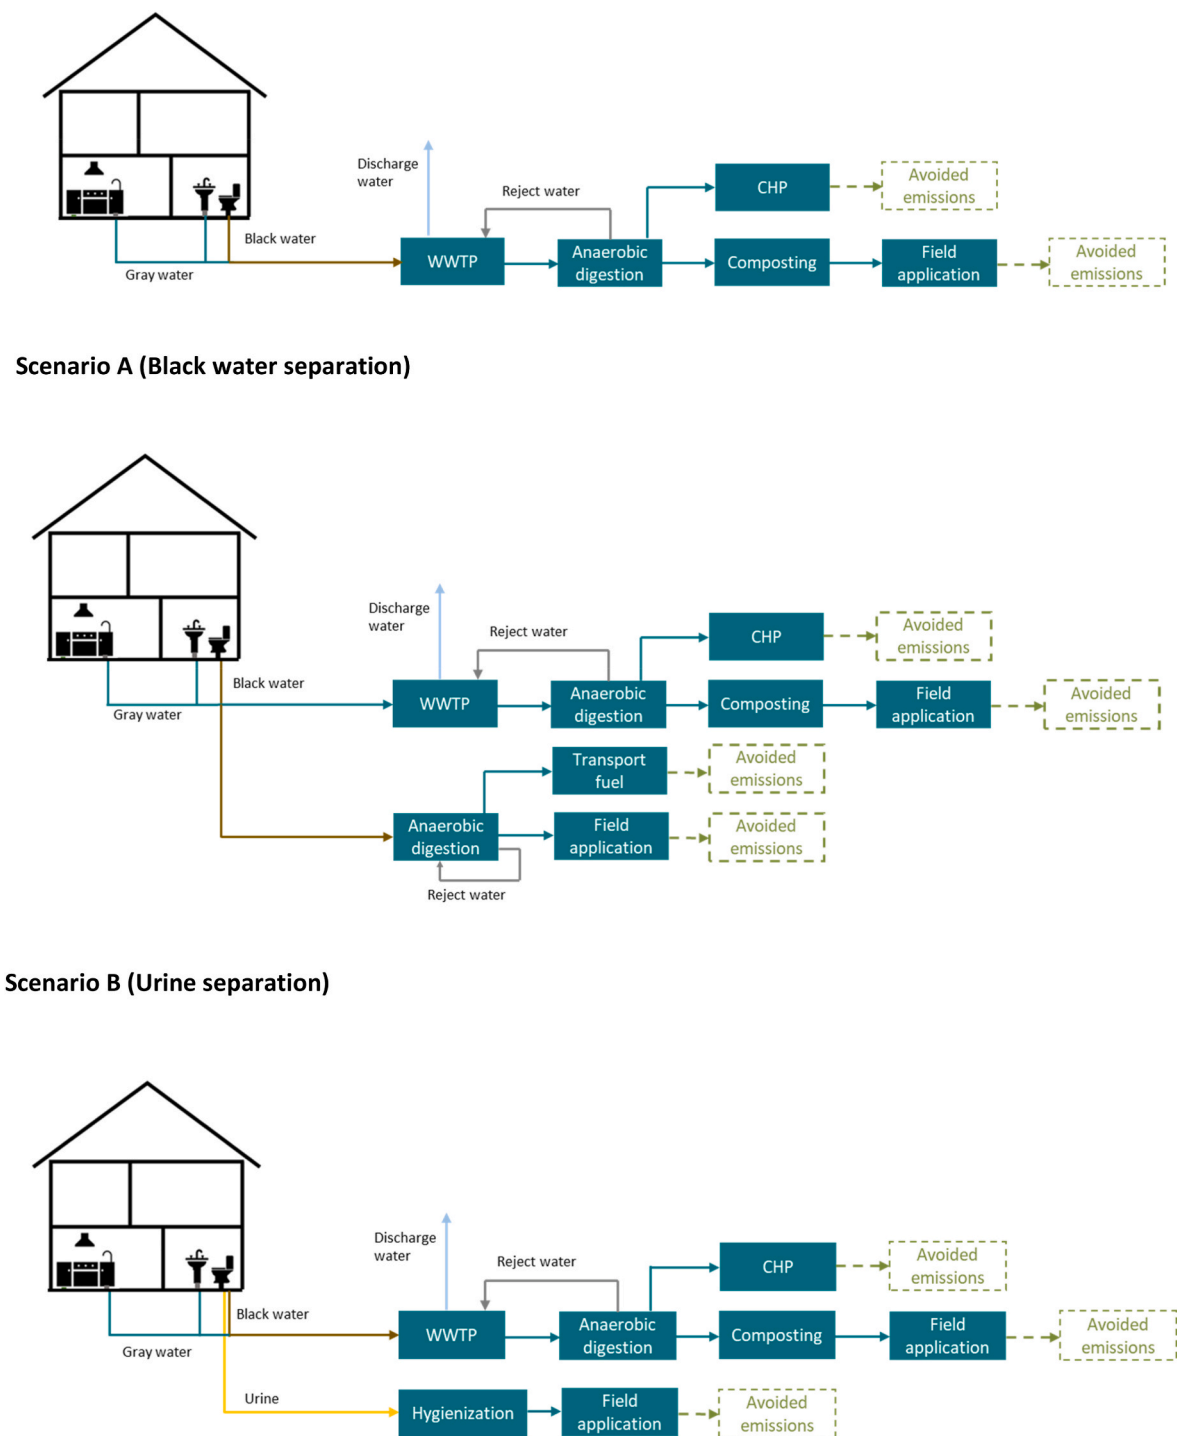 Discharge
water
Reject water
CHP
Avoided
emissions
Black water
Gray water
WWTP
Anaerobic
digestion
Composting
Field
application
Avoided
emissions
Scenario A (Black water separation)
Discharge
water
Reject water
CHP
Avoided
emissions
Black water
Gray water
WWTP
Anaerobic
digestion
Composting
Field
application
Avoided
emissions
Transport
fuel
Avoided
emissions
Anaerobic
digestion
Field
application
Avoided
emissions
Reject water
Scenario B (Urine separation)
Discharge
water
Reject water
CHP
Avoided
emissions
Black water
Gray water
WWTP
Anaerobic
digestion
Composting
Field
application
Avoided
emissions
Urine
Hygienization
Field
application
Avoided
emissions